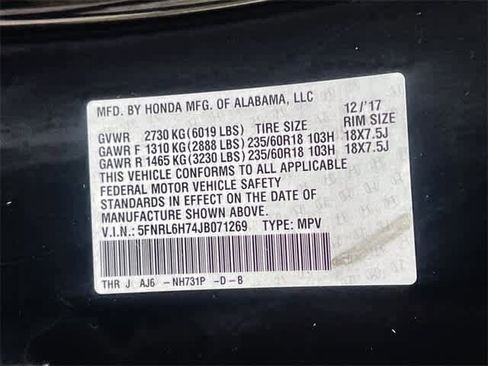 MFD. BY HONDA MFG. OF ALABAMA, LLC 12/'17
GVWR 2730 KG(6019 LBS) TIRE SIZE RIM SIZE
GAWR F 1310 KG(2888 LBS) 235/60R18 103H 18X7.5J
GAWR R 1465 KG(3230 LBS) 235/60R18 103H 18X7.5J
THIS VEHICLE CONFORMS TO ALL APPLICABLE
FEDERAL MOTOR VEHICLE SAFETY
STANDARDS IN EFFECT ON THE DATE OF
MANUFACTURE SHOWN ABOVE.
V.I.N.: 5FNRL6H74JB071269 TYPE: MPV
THR J AJ6 -NH731P -D-B